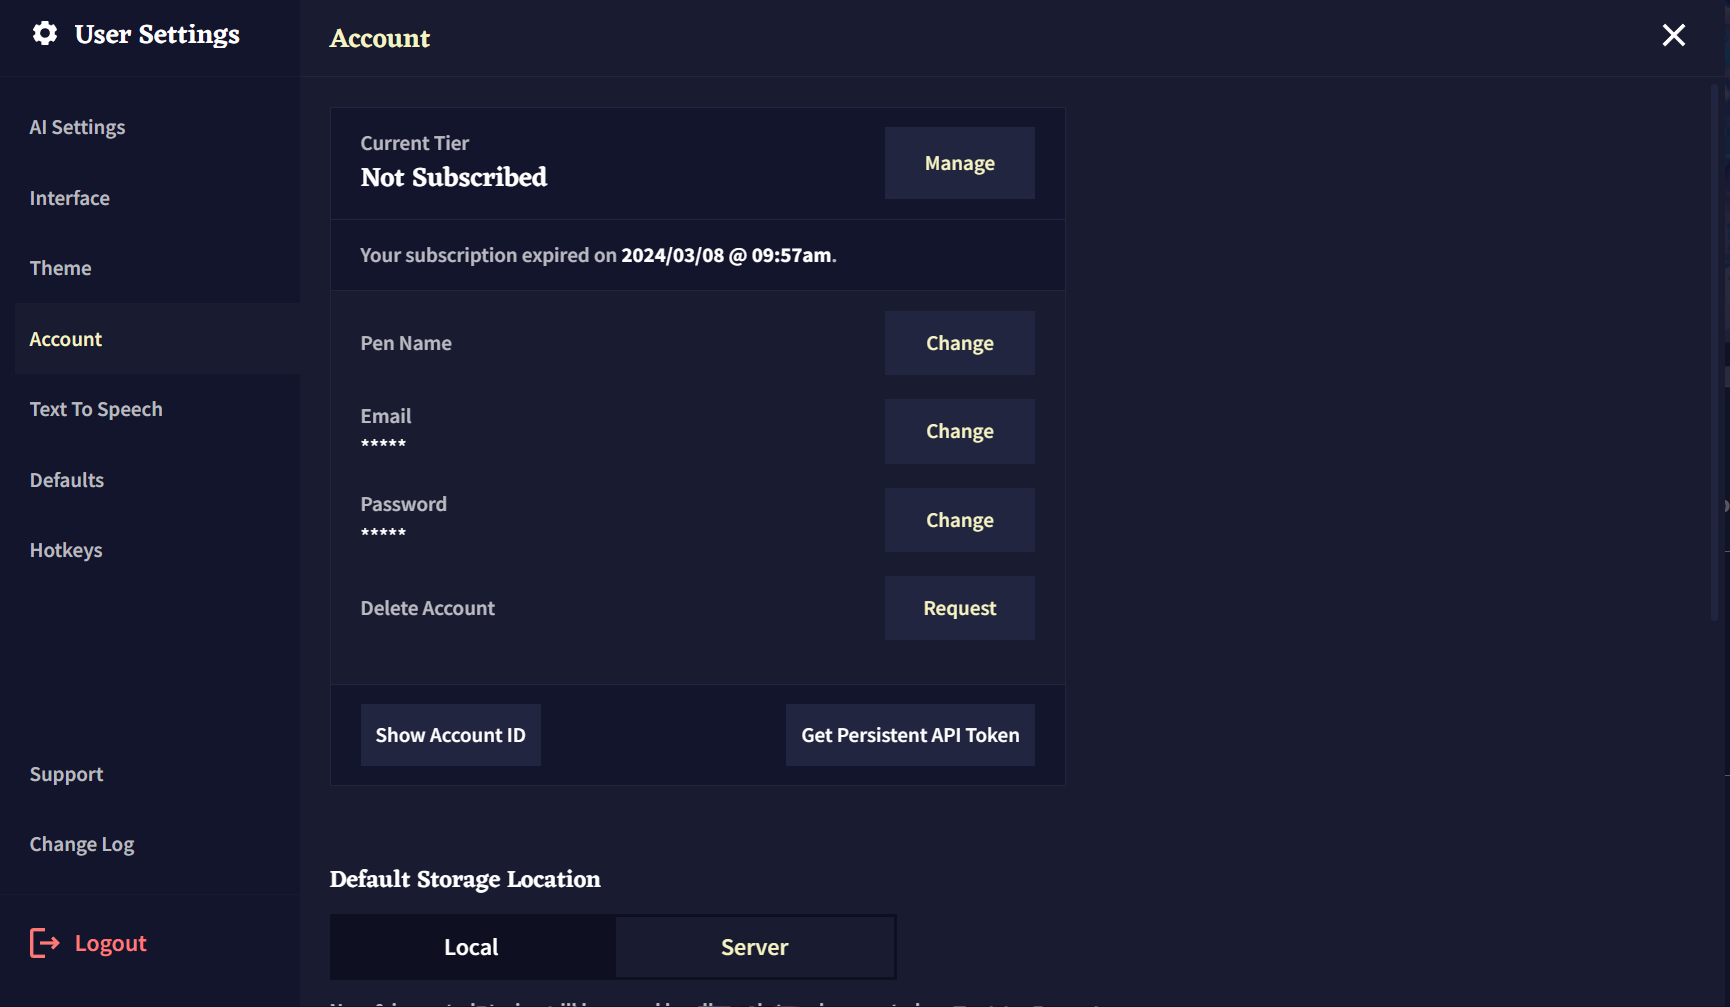 User Settings
AI Settings
Interface
Theme
Account
Text To Speech
Defaults
Hotkeys
Support
Change Log
Logout
Account
Current Tier
Not Subscribed
Manage
Your subscription expired on 2024/03/08 @ 09:57am.
Pen Name
Change
Email
*****
Change
Password
*****
Change
Delete Account
Request
Show Account ID
Get Persistent API Token
Default Storage Location
Local
Server